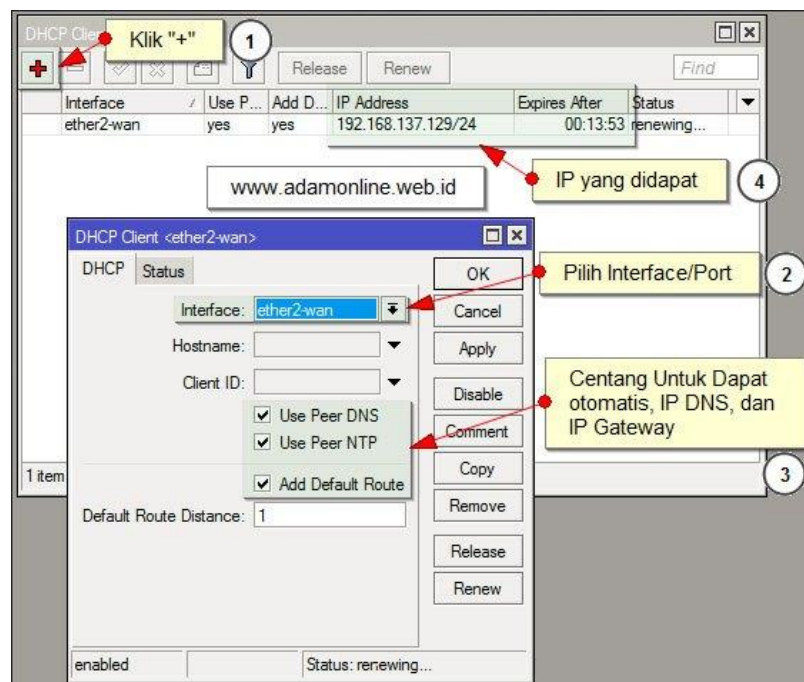 DHCP Clie
Klik "+"
1
Release
Renew
Find
Interface
Use P...
Add D...
IP Address
Expires After
Status
ether2-wan
yes
yes
192.168.137.129/24
00:13:53
renewing...
www.adamonline.web.id
IP yang didapat
4
DHCP Client <ether2-wan>
DHCP
Status
OK
Pilih Interface/Port
2
Interface:
ether2-wan
Cancel
Hostname:
Apply
Client ID:
Disable
Centang Untuk Dapat
otomatis, IP DNS, dan
IP Gateway
Use Peer DNS
Use Peer NTP
Comment
Copy
3
1 item
Add Default Route
Remove
Default Route Distance:
1
Release
Renew
enabled
Status: renewing...